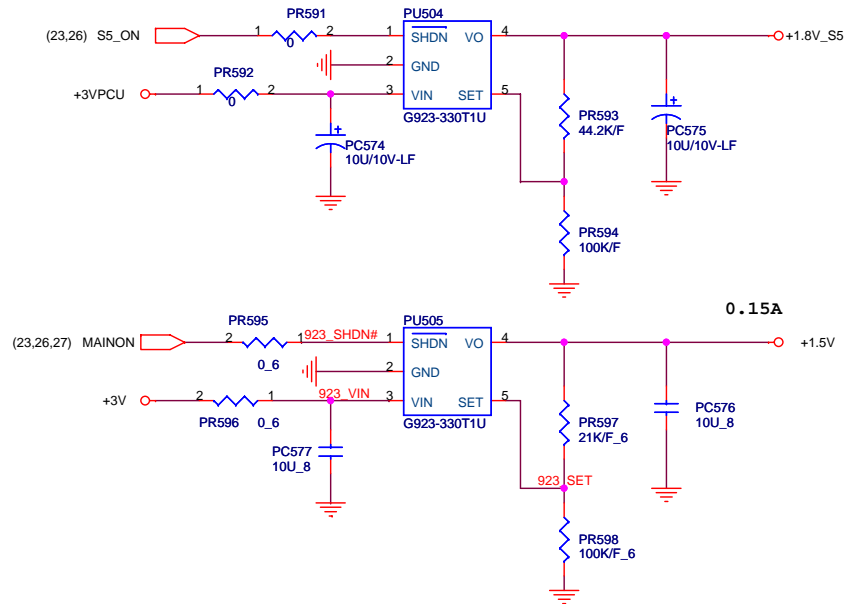 PR591
PU504
(23,26) S5_ON
1
2
0
1
SHDN
VO
4
+1.8V_S5
2
GND
PR592
+3VPCU
1
2
0
3
VIN
SET
5
G923-330T1U
PR593
44.2K/F
PC574
10U/10V-LF
PC575
10U/10V-LF
PR594
100K/F
0.15A
PR595
PU505
(23,26,27) MAINON
2
1
923_SHDN#
0_6
1
SHDN
VO
4
+1.5V
2
GND
+3V
2
1
923_VIN
3
VIN
SET
5
PR596
0_6
G923-330T1U
PC577
10U_8
PR597
21K/F_6
PC576
10U_8
923_SET
PR598
100K/F_6